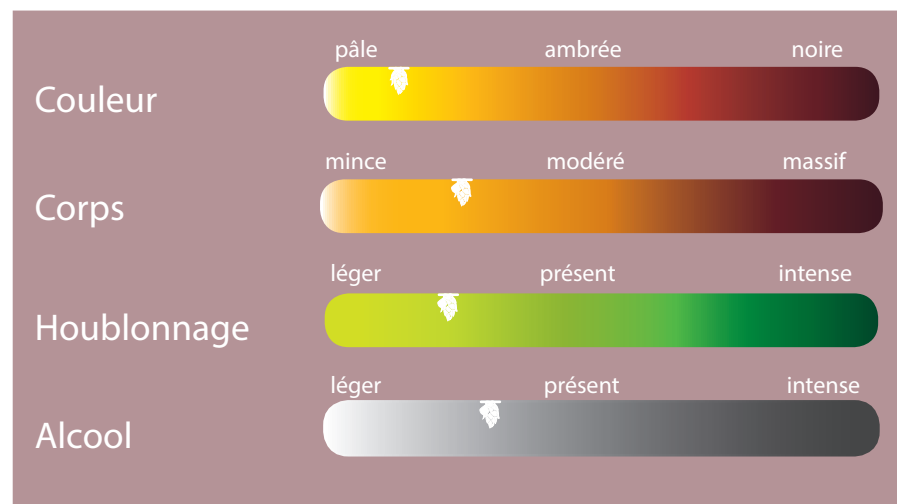 pâle ambrée noire
Couleur
mince modéré massif
Corps
léger présent intense
Houblonnage
léger présent intense
Alcool